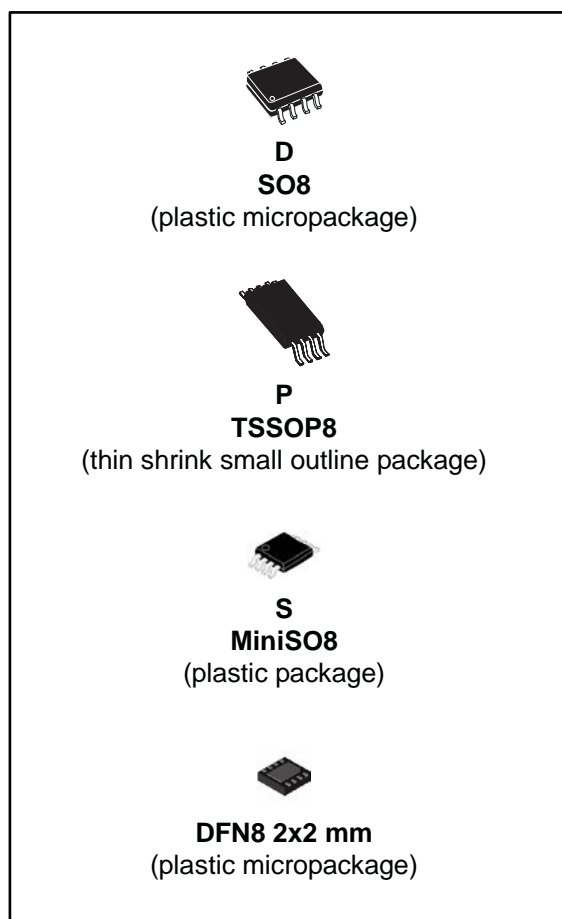 D
SO8
(plastic micropackage)
P
TSSOP8
(thin shrink small outline package)
S
MiniSO8
(plastic package)
DFN8 2x2 mm
(plastic micropackage)